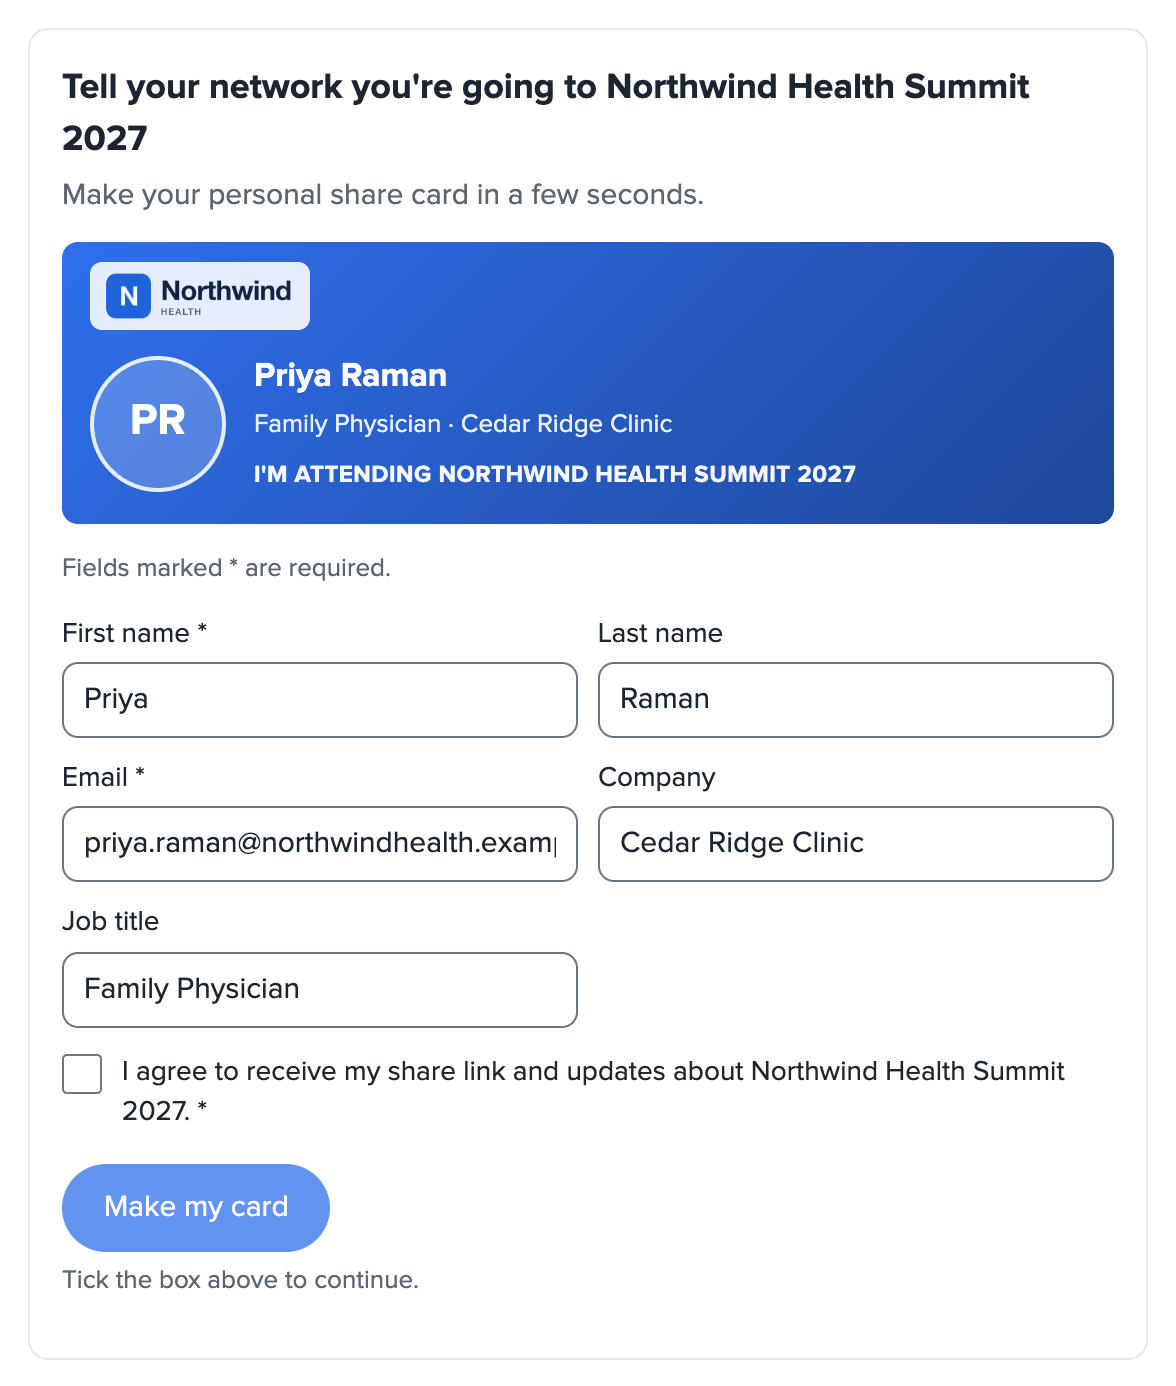 Tell your network you're going to Northwind Health Summit
2027
Make your personal share card in a few seconds.
N
Northwind
HEALTH
PR
Priya Raman
Family Physician · Cedar Ridge Clinic
I'M ATTENDING NORTHWIND HEALTH SUMMIT 2027
Fields marked * are required.
First name *
Last name
Priya
Raman
Email *
Company
priya.raman@northwindhealth.exam
Cedar Ridge Clinic
Job title
Family Physician
I agree to receive my share link and updates about Northwind Health Summit
2027. *
Make my card
Tick the box above to continue.